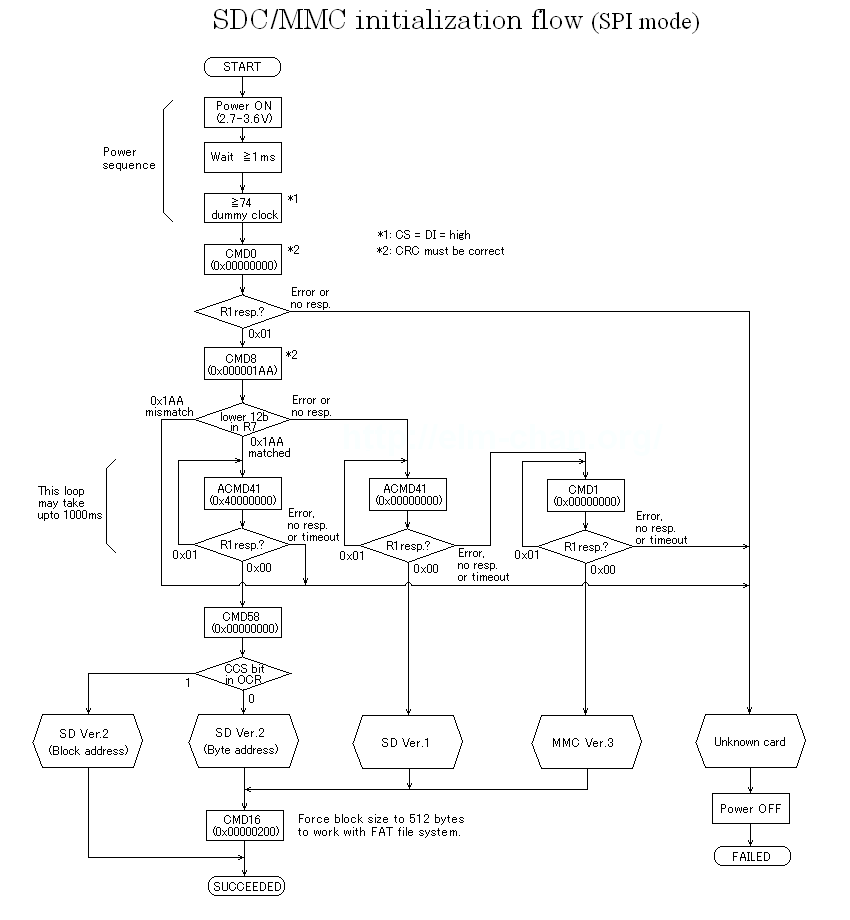 SDC/MMC initialization flow (SPI mode)
START
Power ON
(2.7-3.6V)
Power
sequence
Wait ≧1ms
≧74
dummy clock
*1
*1: CS = DI = high
*2: CRC must be correct
CMD0
(0x00000000)
*2
R1 resp.?
Error or
no resp.
0x01
CMD8
(0x000001AA)
*2
0x1AA
mismatch
lower 12b
in R7
Error or
no resp.
0x1AA
matched
This loop
may take
upto 1000ms
ACMD41
(0x40000000)
R1 resp.?
Error,
no resp.
or timeout
0x01
0x00
ACMD41
(0x00000000)
R1 resp.?
0x01
0x00
Error,
no resp.
or timeout
CMD1
(0x00000000)
R1 resp.?
Error,
no resp.
or timeout
0x01
0x00
CMD58
(0x00000000)
CCS bit
in OCR
1
0
SD Ver.2
(Block address)
SD Ver.2
(Byte address)
SD Ver.1
MMC Ver.3
Unknown card
CMD16
(0x00000200)
Force block size to 512 bytes
to work with FAT file system.
Power OFF
FAILED
SUCCEEDED